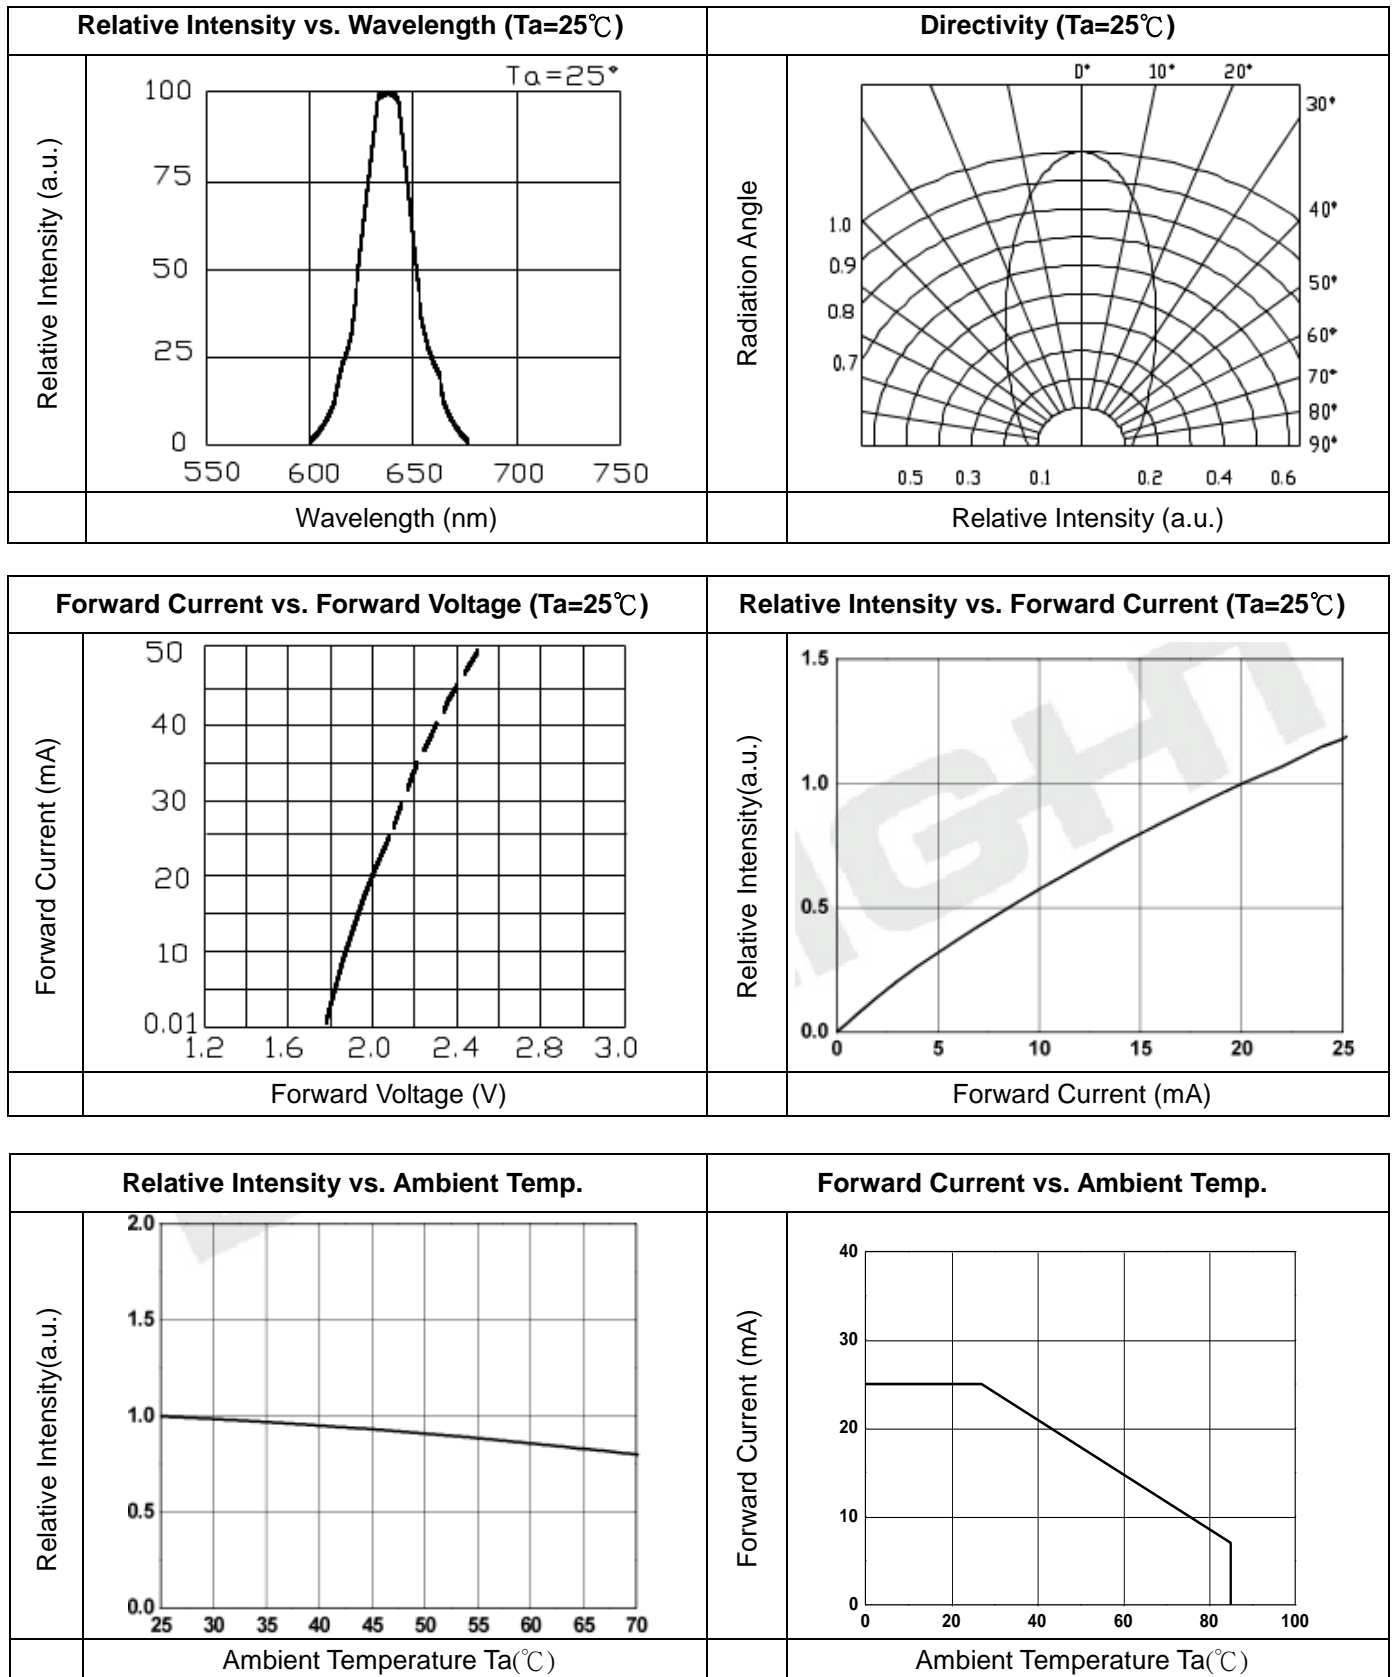 Relative Intensity vs. Wavelength (Ta=25℃)
Directivity (Ta=25℃)
Relative Intensity (a.u.)
Ta=25°
100
75
50
25
0
550 600 650 700 750
Wavelength (nm)
Radiation Angle
0° 10° 20°
30°
40°
50°
60°
70°
80°
90°
1.0
0.9
0.8
0.7
0.5 0.3 0.1 0.2 0.4 0.6
Relative Intensity (a.u.)
Forward Current vs. Forward Voltage (Ta=25℃)
Relative Intensity vs. Forward Current (Ta=25℃)
Forward Current (mA)
50
40
30
20
10
0.01
1.2 1.6 2.0 2.4 2.8 3.0
Forward Voltage (V)
Relative Intensity(a.u.)
1.5
1.0
0.5
0.0
0 5 10 15 20 25
Forward Current (mA)
Relative Intensity vs. Ambient Temp.
Forward Current vs. Ambient Temp.
Relative Intensity(a.u.)
2.0
1.5
1.0
0.5
0.0
25 30 35 40 45 50 55 60 65 70
Ambient Temperature Ta(℃)
Forward Current (mA)
40
30
20
10
0
0 20 40 60 80 100
Ambient Temperature Ta(℃)